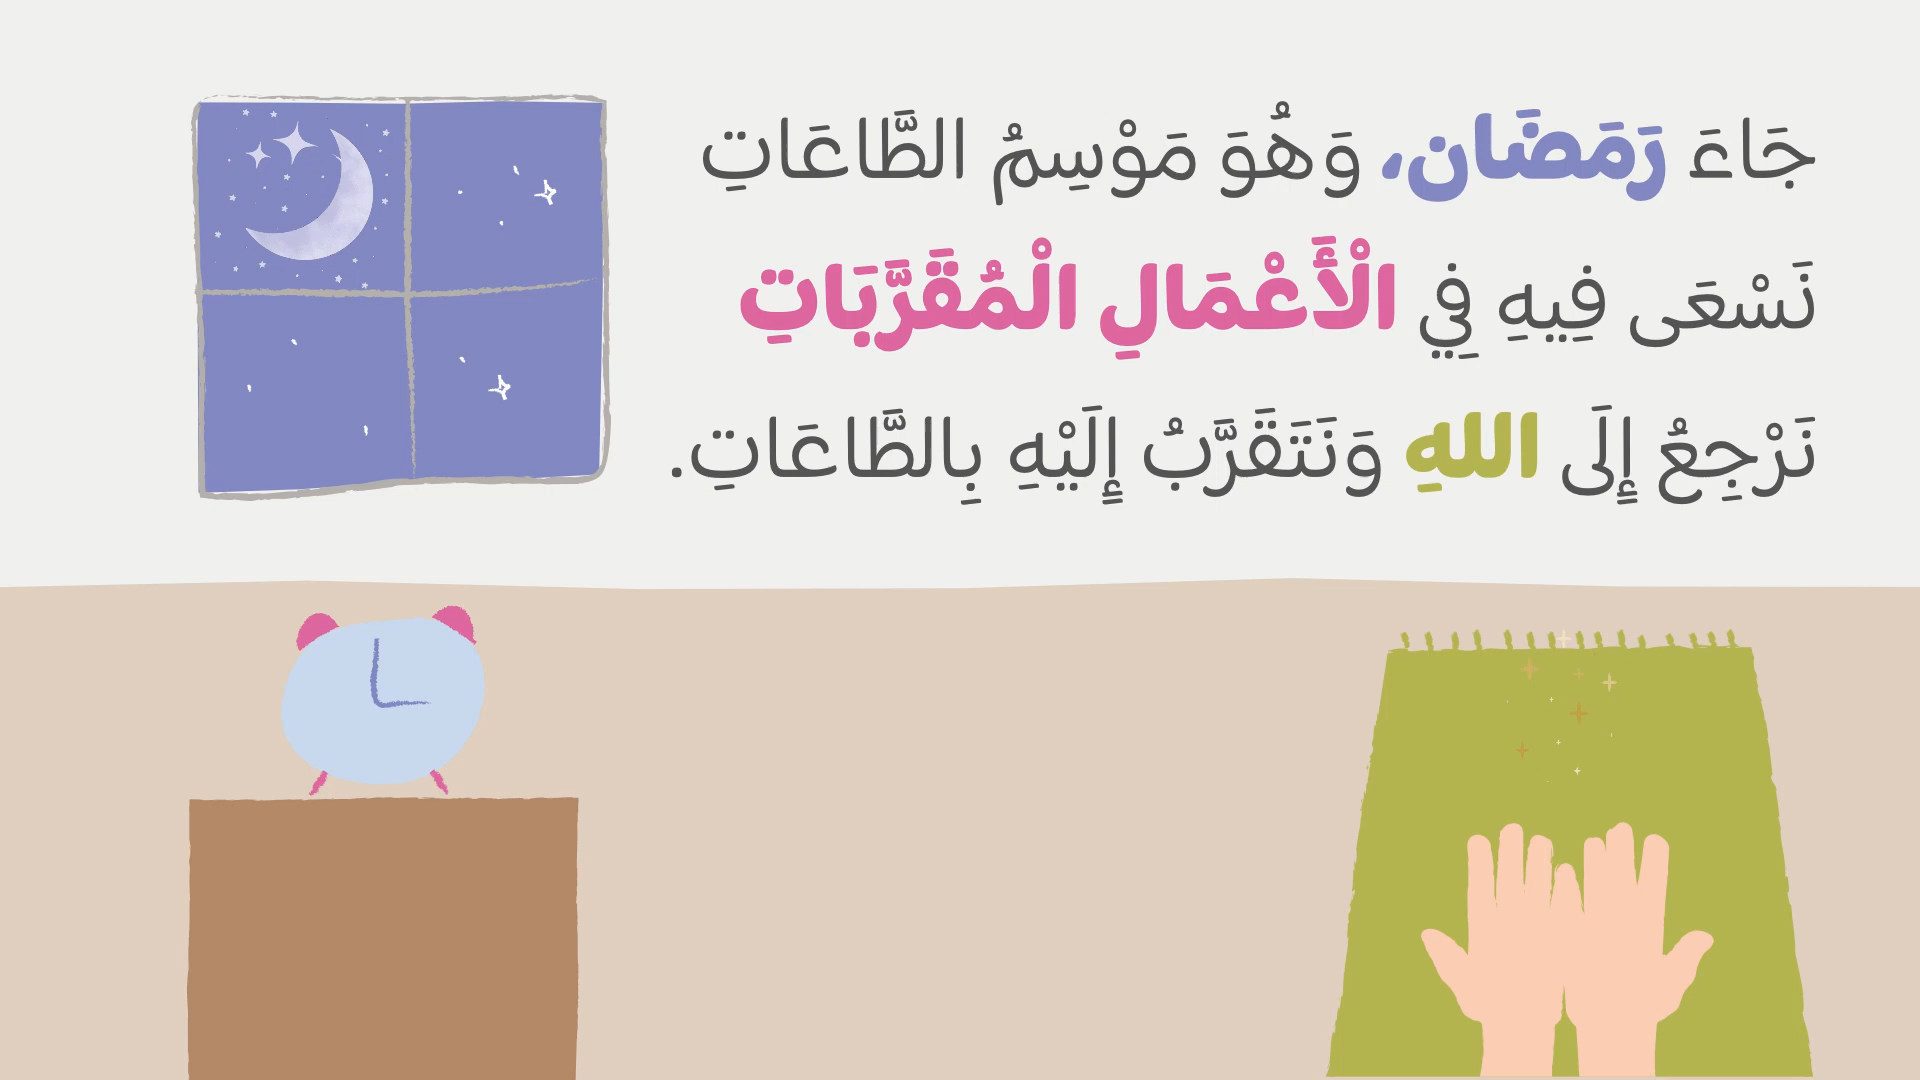 جَاءَ رَمَضَان، وَهُوَ مَوْسِمُ الطَّاعَاتِ
نَسْعَى فِيهِ فِي الْأَعْمَالِ الْمُقَرَّبَاتِ
نَرْجِعُ إِلَى اللهِ وَنَتَقَرَّبُ إِلَيْهِ بِالطَّاعَاتِ.